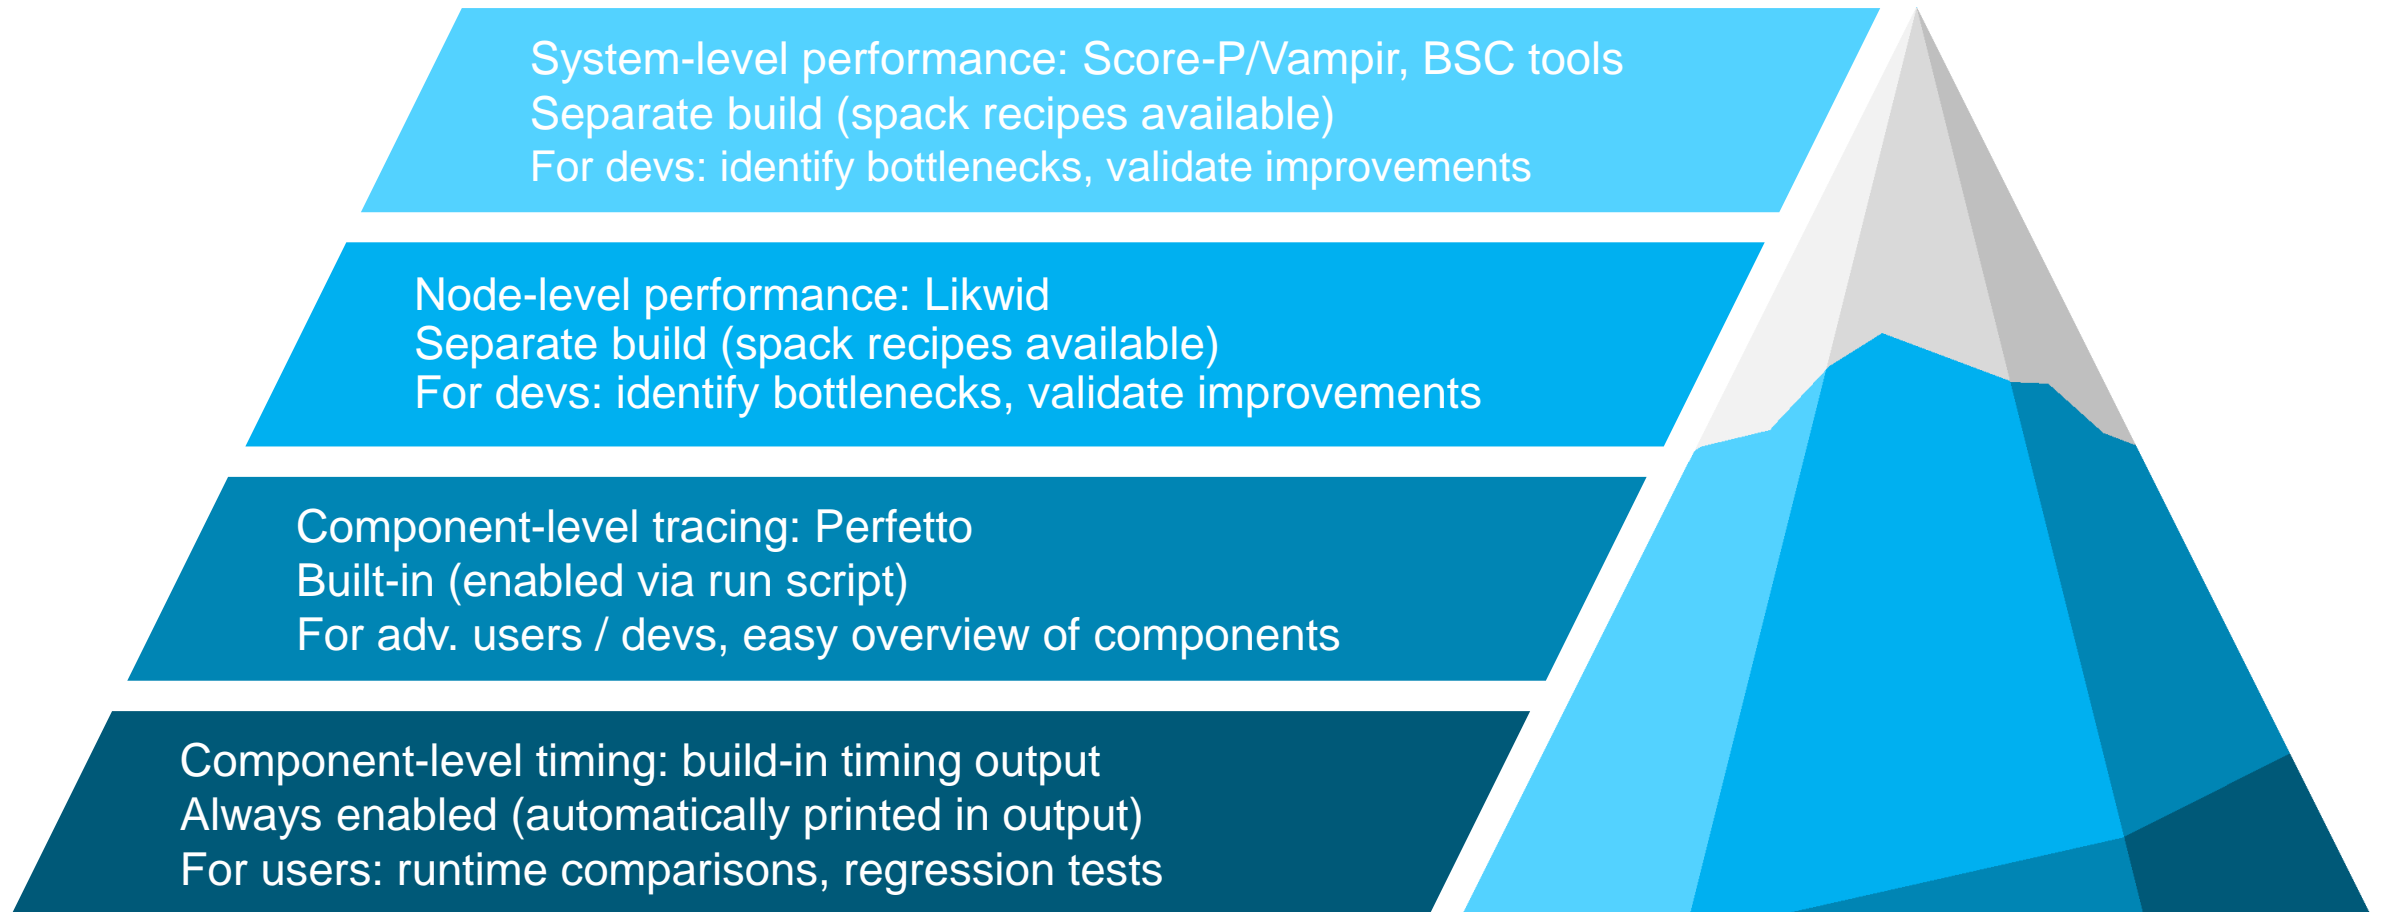 System-level performance: Score-P/Vampir, BSC tools
Separate build (spack recipes available)
For devs: identify bottlenecks, validate improvements
Node-level performance: Likwid
Separate build (spack recipes available)
For devs: identify bottlenecks, validate improvements
Component-level tracing: Perfetto
Built-in (enabled via run script)
For adv. users / devs, easy overview of components
Component-level timing: build-in timing output
Always enabled (automatically printed in output)
For users: runtime comparisons, regression tests